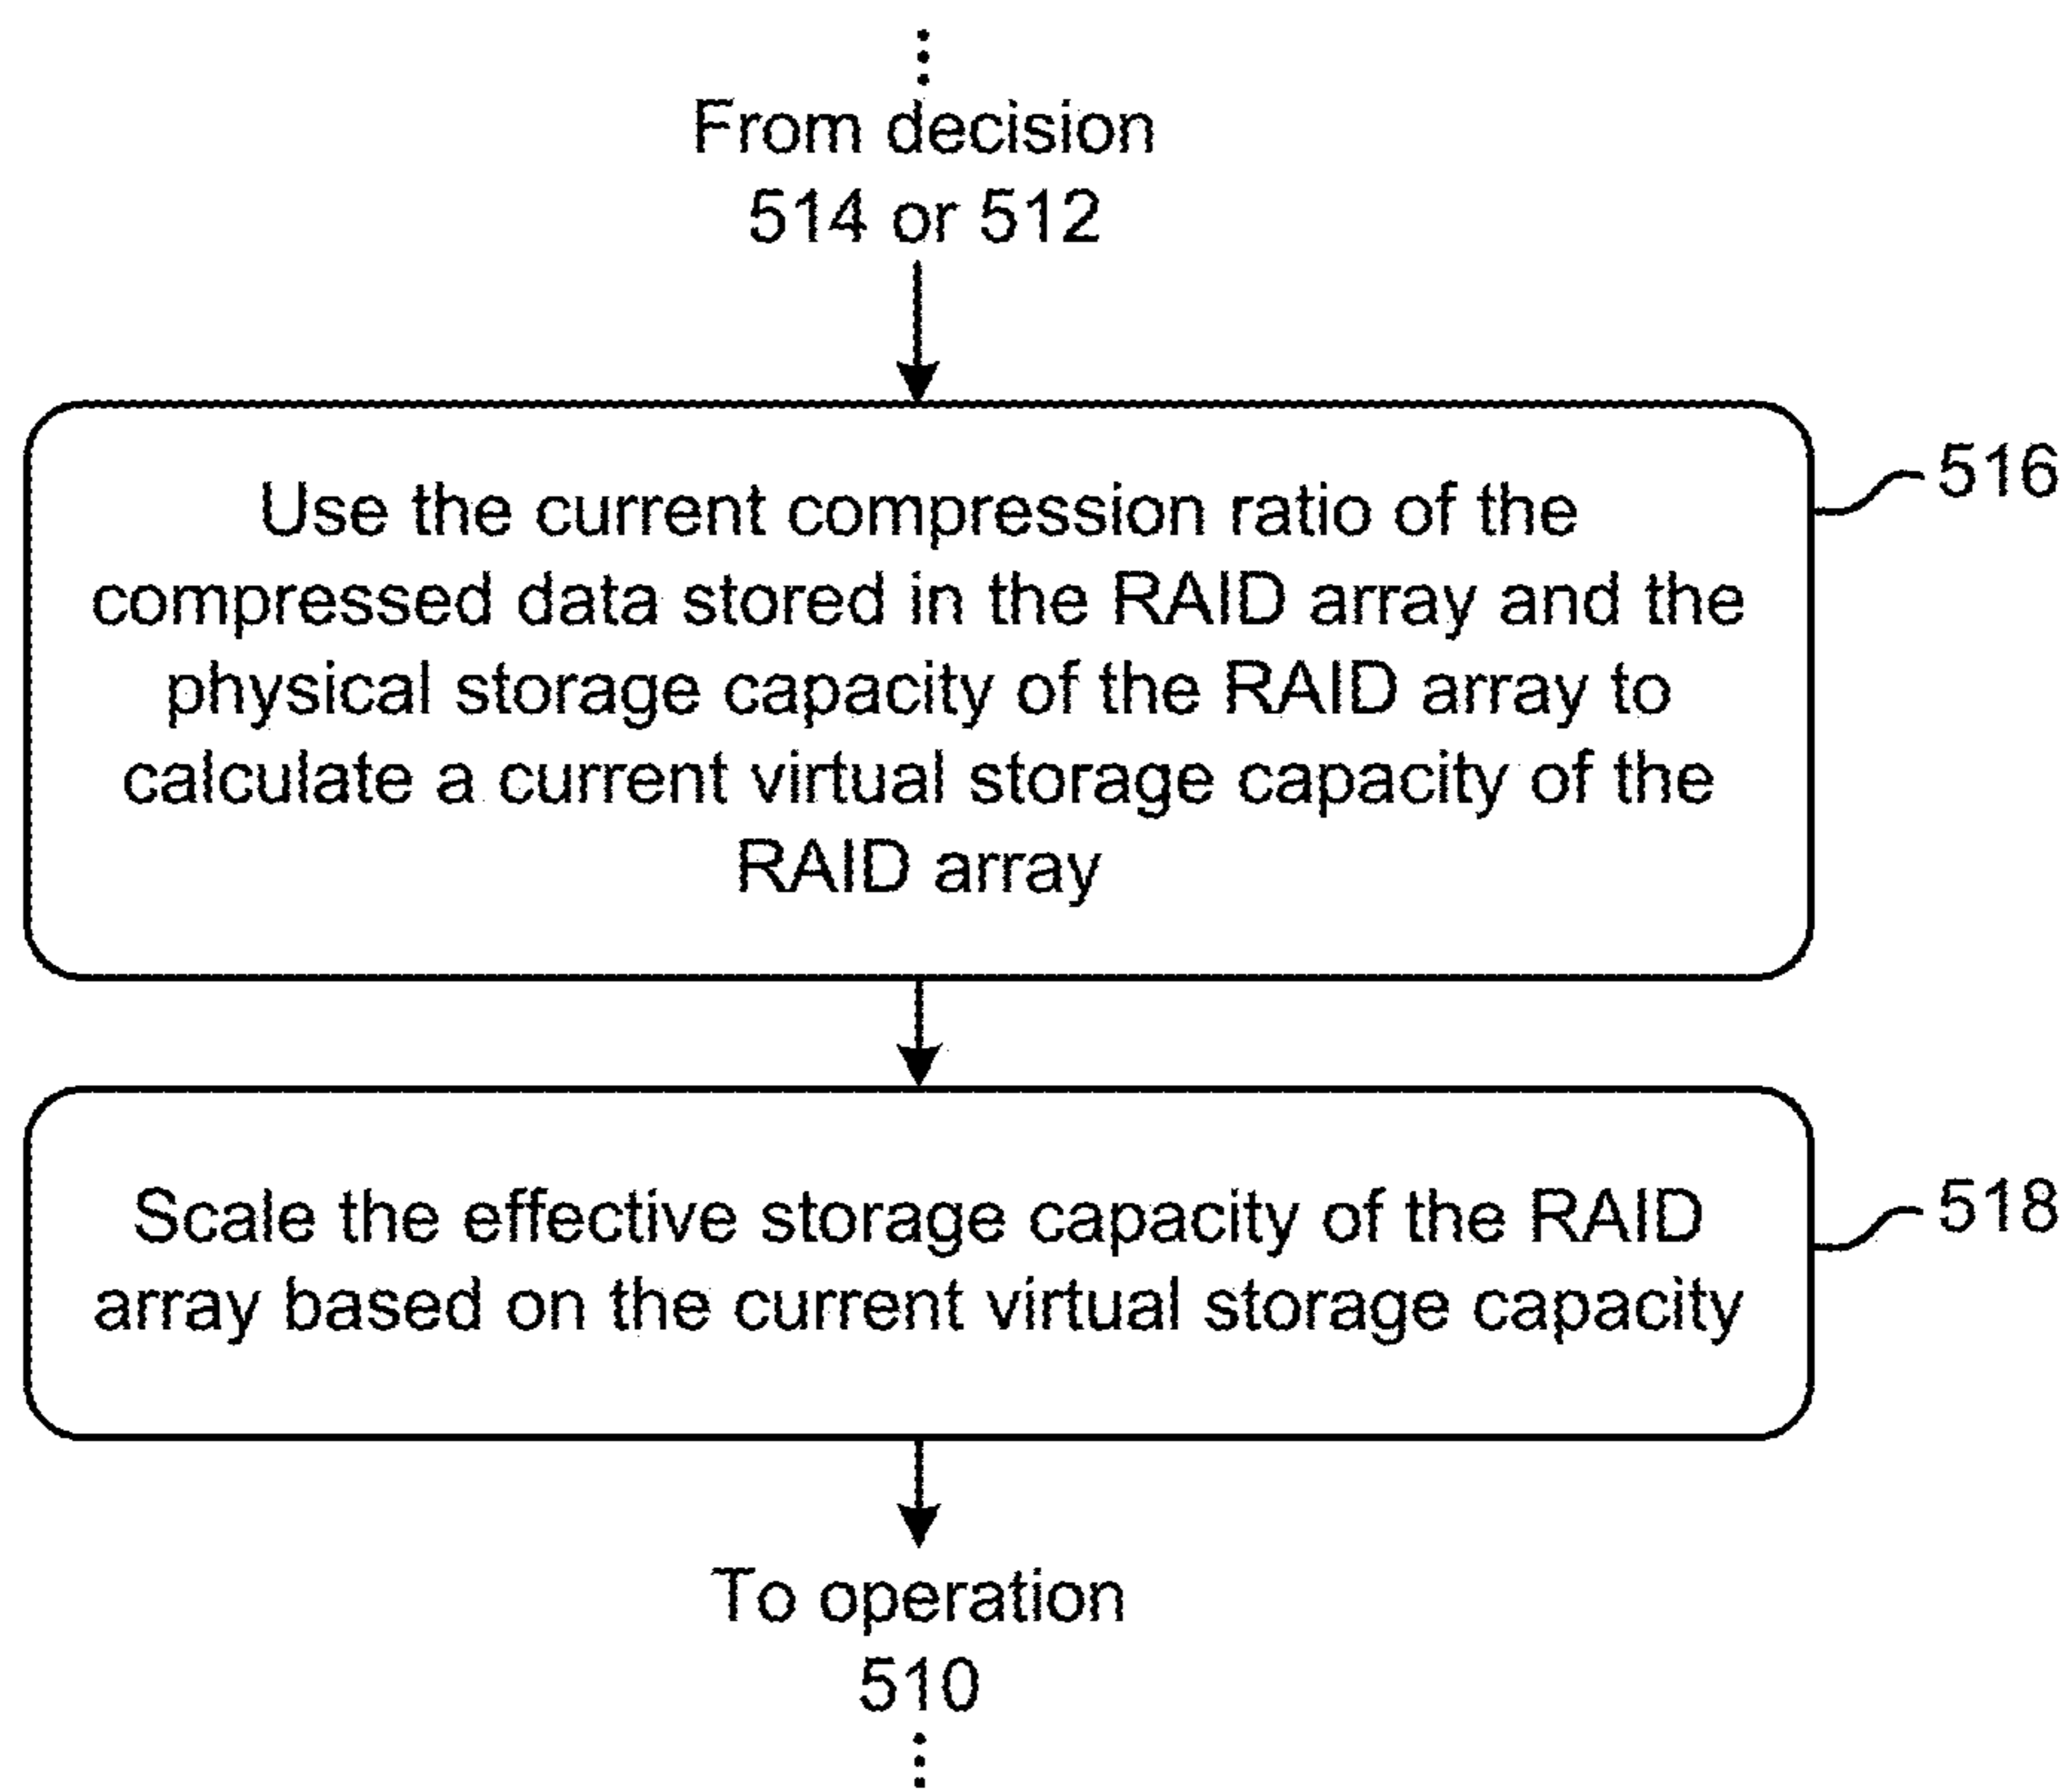 From decision
514 or 512
Use the current compression ratio of the
compressed data stored in the RAID array and the
physical storage capacity of the RAID array to
calculate a current virtual storage capacity of the
RAID array
516
Scale the effective storage capacity of the RAID
array based on the current virtual storage capacity
518
To operation
510